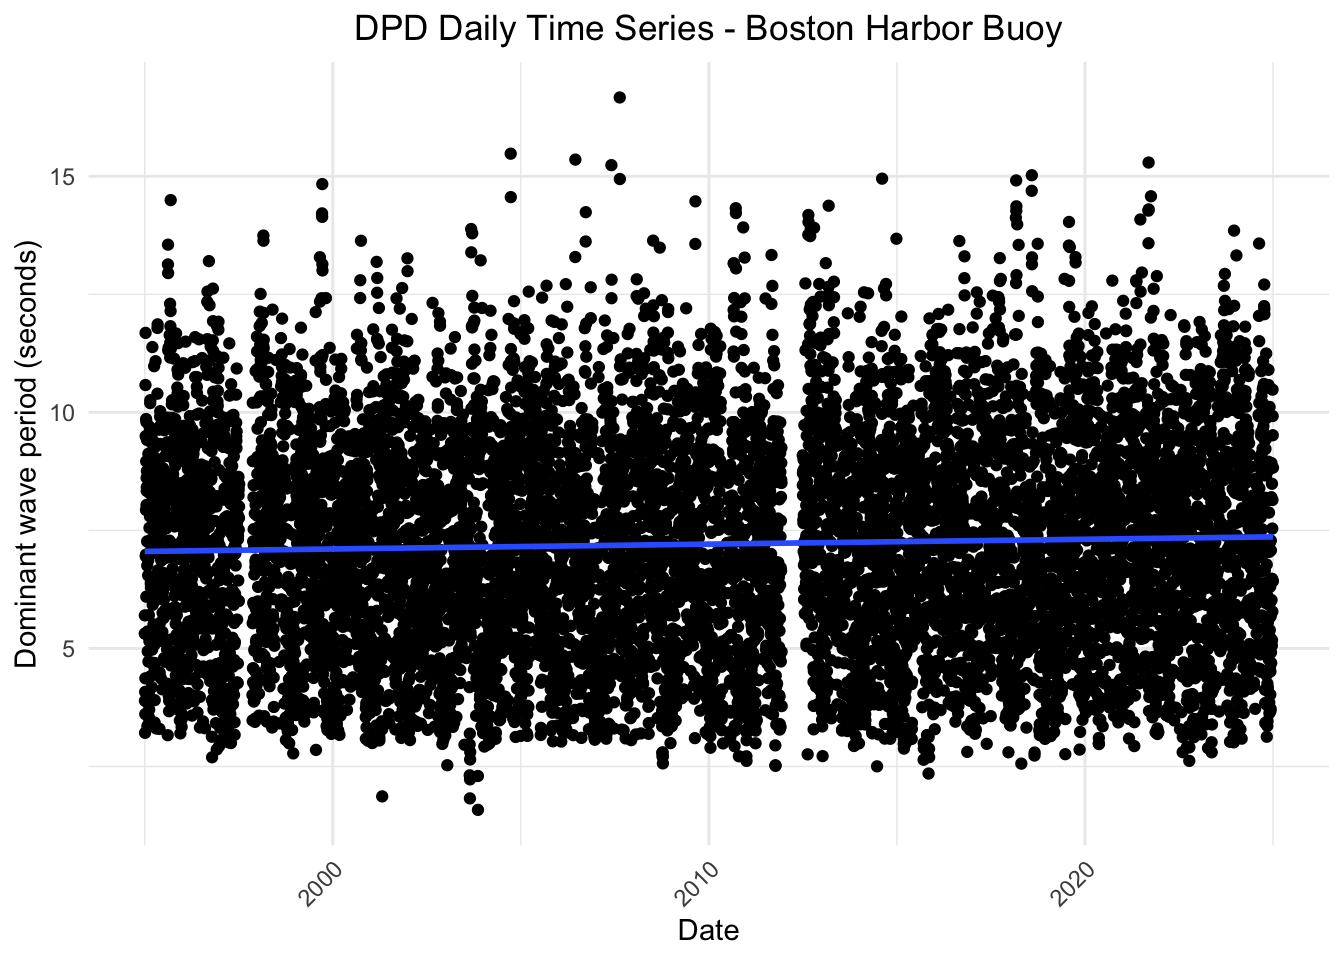 DPD Daily Time Series - Boston Harbor Buoy
Dominant wave period (seconds)
15
10
5
2000
2010
2020
Date